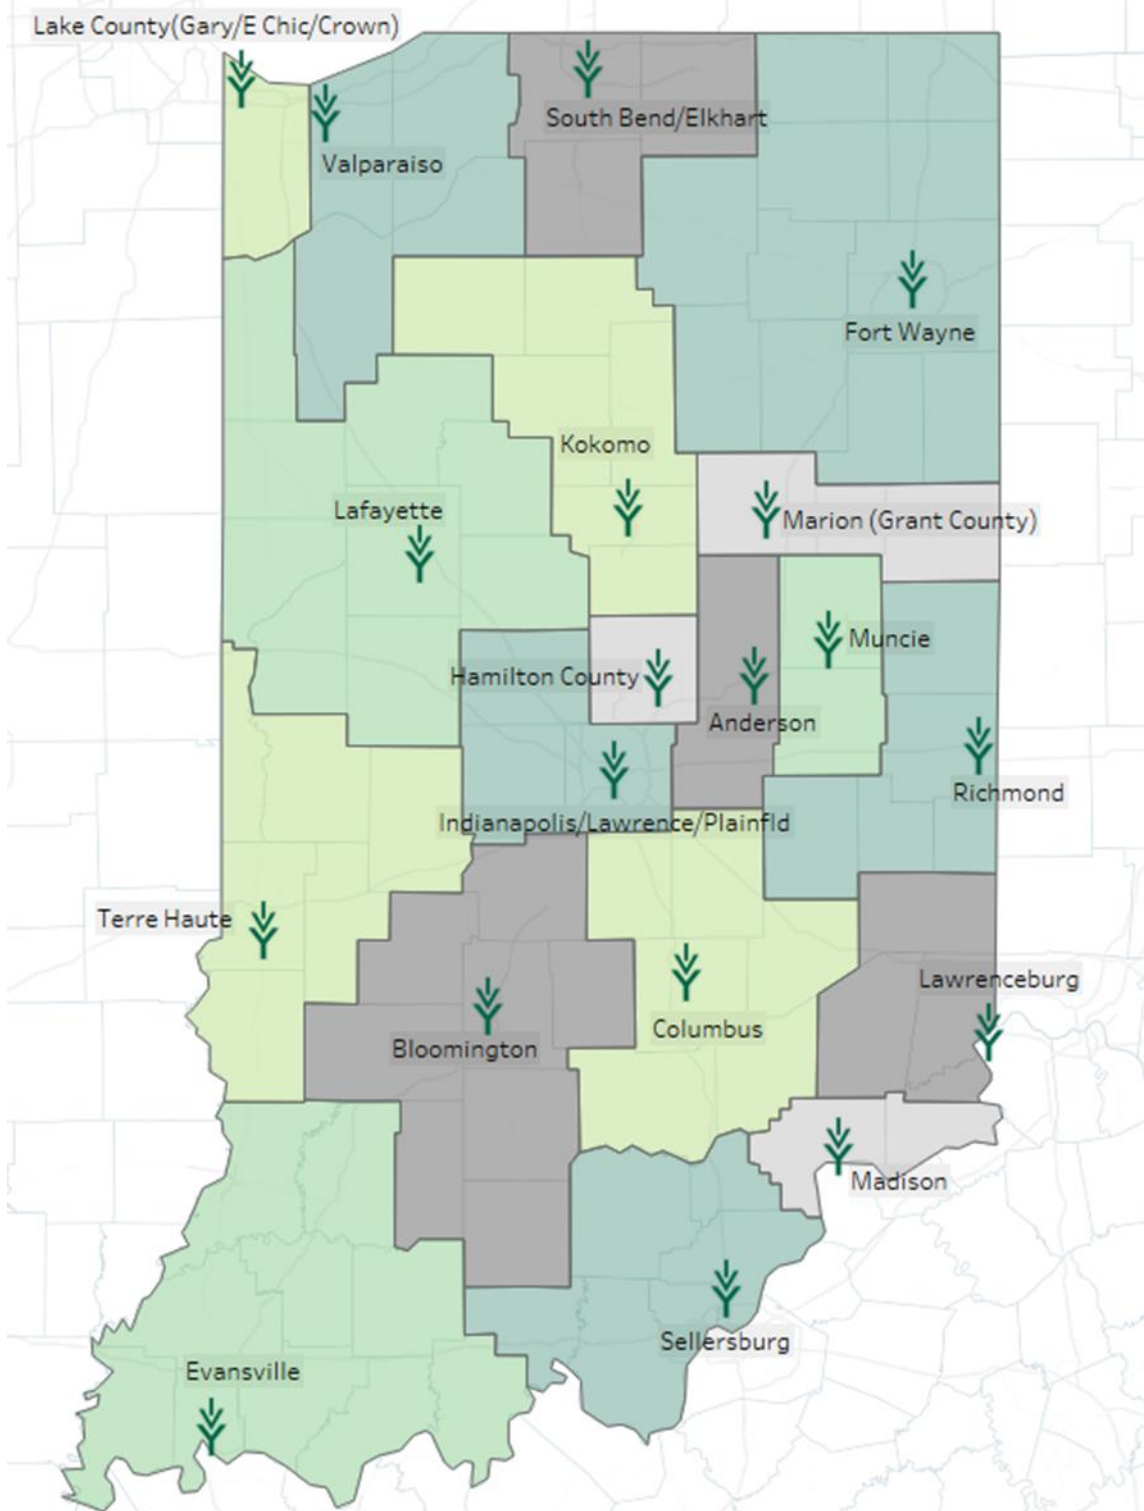 Lake County(Gary/E Chic/Crown)
South Bend/Elkhart
Valparaiso
Fort Wayne
Kokomo
Lafayette
Marion (Grant County)
Muncie
Hamilton County
Anderson
Richmond
Indianapolis/Lawrence/Plainfld
Terre Haute
Lawrenceburg
Columbus
Bloomington
Madison
Sellersburg
Evansville